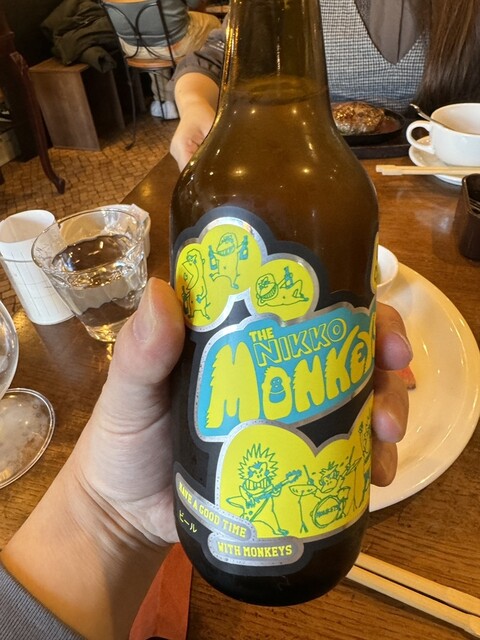 THE
NIKKO
MONKEYS
HAVE A GOOD TIME
WITH MONKEYS
ビール